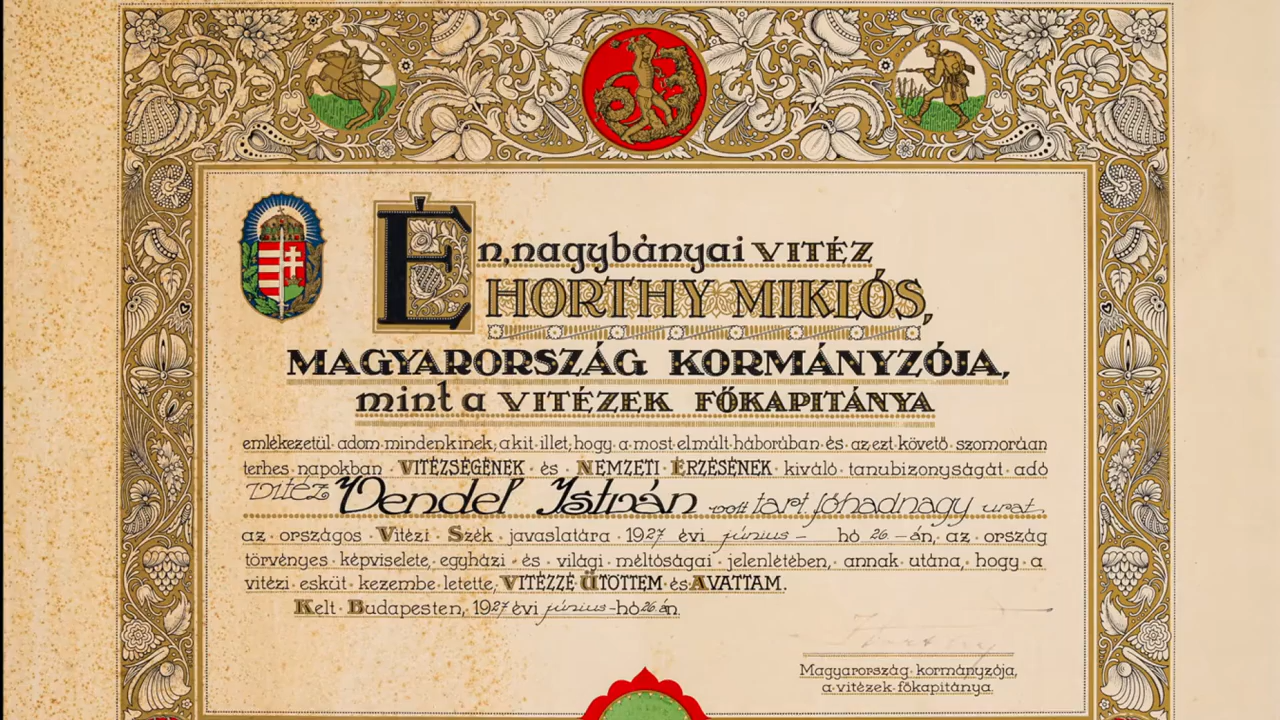 Én, nagybányai VITÉZ
HORTHY MIKLÓS,
MAGYARORSZÁG KORMÁNYZÓJA,
mint a VITÉZEK FŐKAPITÁNYA
emlékezetül adom mindenkinek, akit illet, hogy a most elmúlt háborúban és az ezt követő szomorúan
terhes napokban VITÉZSÉGÉNEK és NEMZETI ÉRZÉSÉNEK kiváló tanubizonyságát adó
vitéz Vendel István volt tart. főhadnagy urat
az országos Vitézi Szék javaslatára 1927 évi június - hó 26 -án, az ország
törvényes képviselete, egyházi és világi méltóságai jelenlétében, annak utána, hogy a
vitézi esküt kezembe letette, VITÉZZÉ ÜTÖTTEM és AVATTAM.
Kelt Budapesten, 1927 évi június - hó 26 án.
Magyarország kormányzója,
a vitézek főkapitánya.